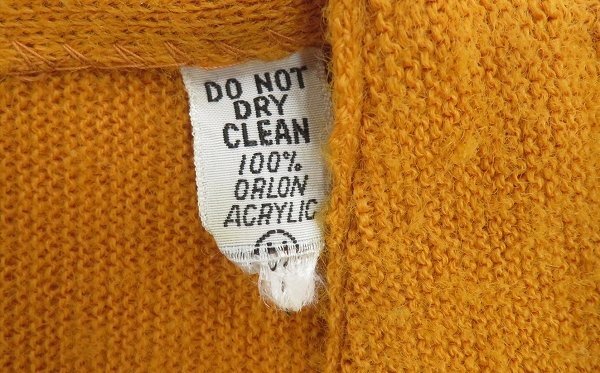 DO NOT
DRY
CLEAN
100%
ORLON
ACRYLIC